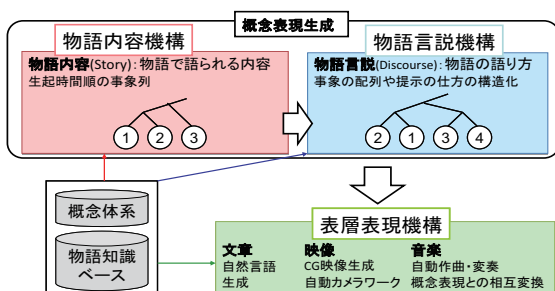 概念表現生成
物語内容機構
物語内容(Story)：物語で語られる内容
生起時間順の事象列
1 2 3
物語言説機構
物語言説(Discourse)：物語の語り方
事象の配列や提示の仕方の構造化
2 1 3 4
概念体系
物語知識
ベース
表層表現機構
文章
自然言語
生成
映像
CG映像生成
自動カメラワーク
音楽
自動作曲・変奏
概念表現との相互変換